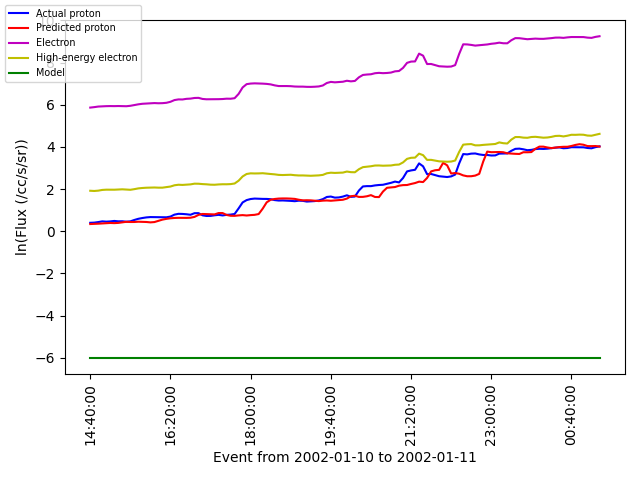 Actual proton
Predicted proton
Electron
High-energy electron
Model
ln(Flux (/cc/s/sr))
6
4
2
0
−2
−4
−6
14:40:00
16:20:00
18:00:00
19:40:00
21:20:00
23:00:00
00:40:00
Event from 2002-01-10 to 2002-01-11